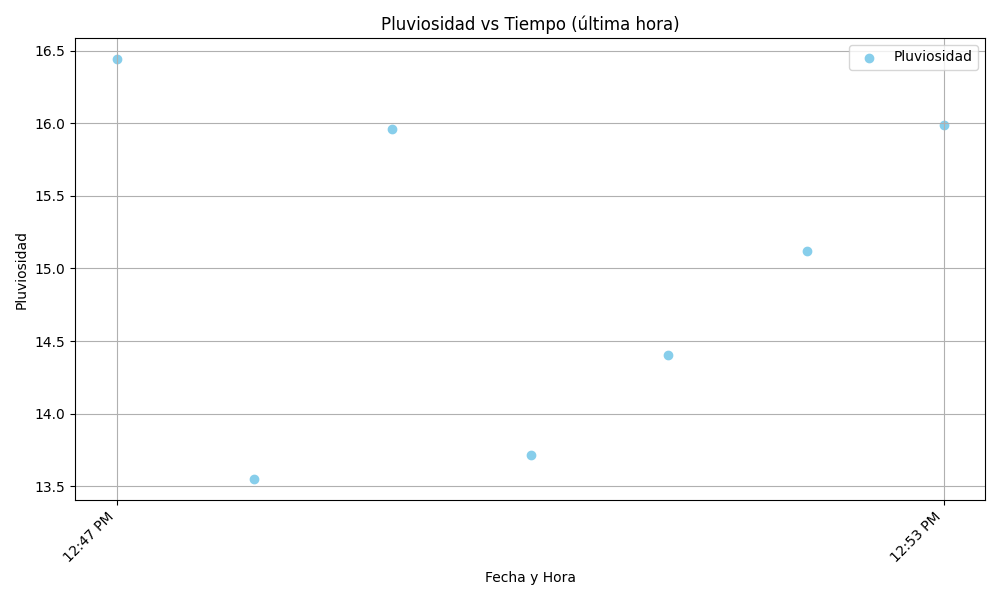 Pluviosidad vs Tiempo (última hora)
Pluviosidad
16.5
16.0
15.5
15.0
14.5
14.0
13.5
Pluviosidad
12:47 PM
12:53 PM
Fecha y Hora